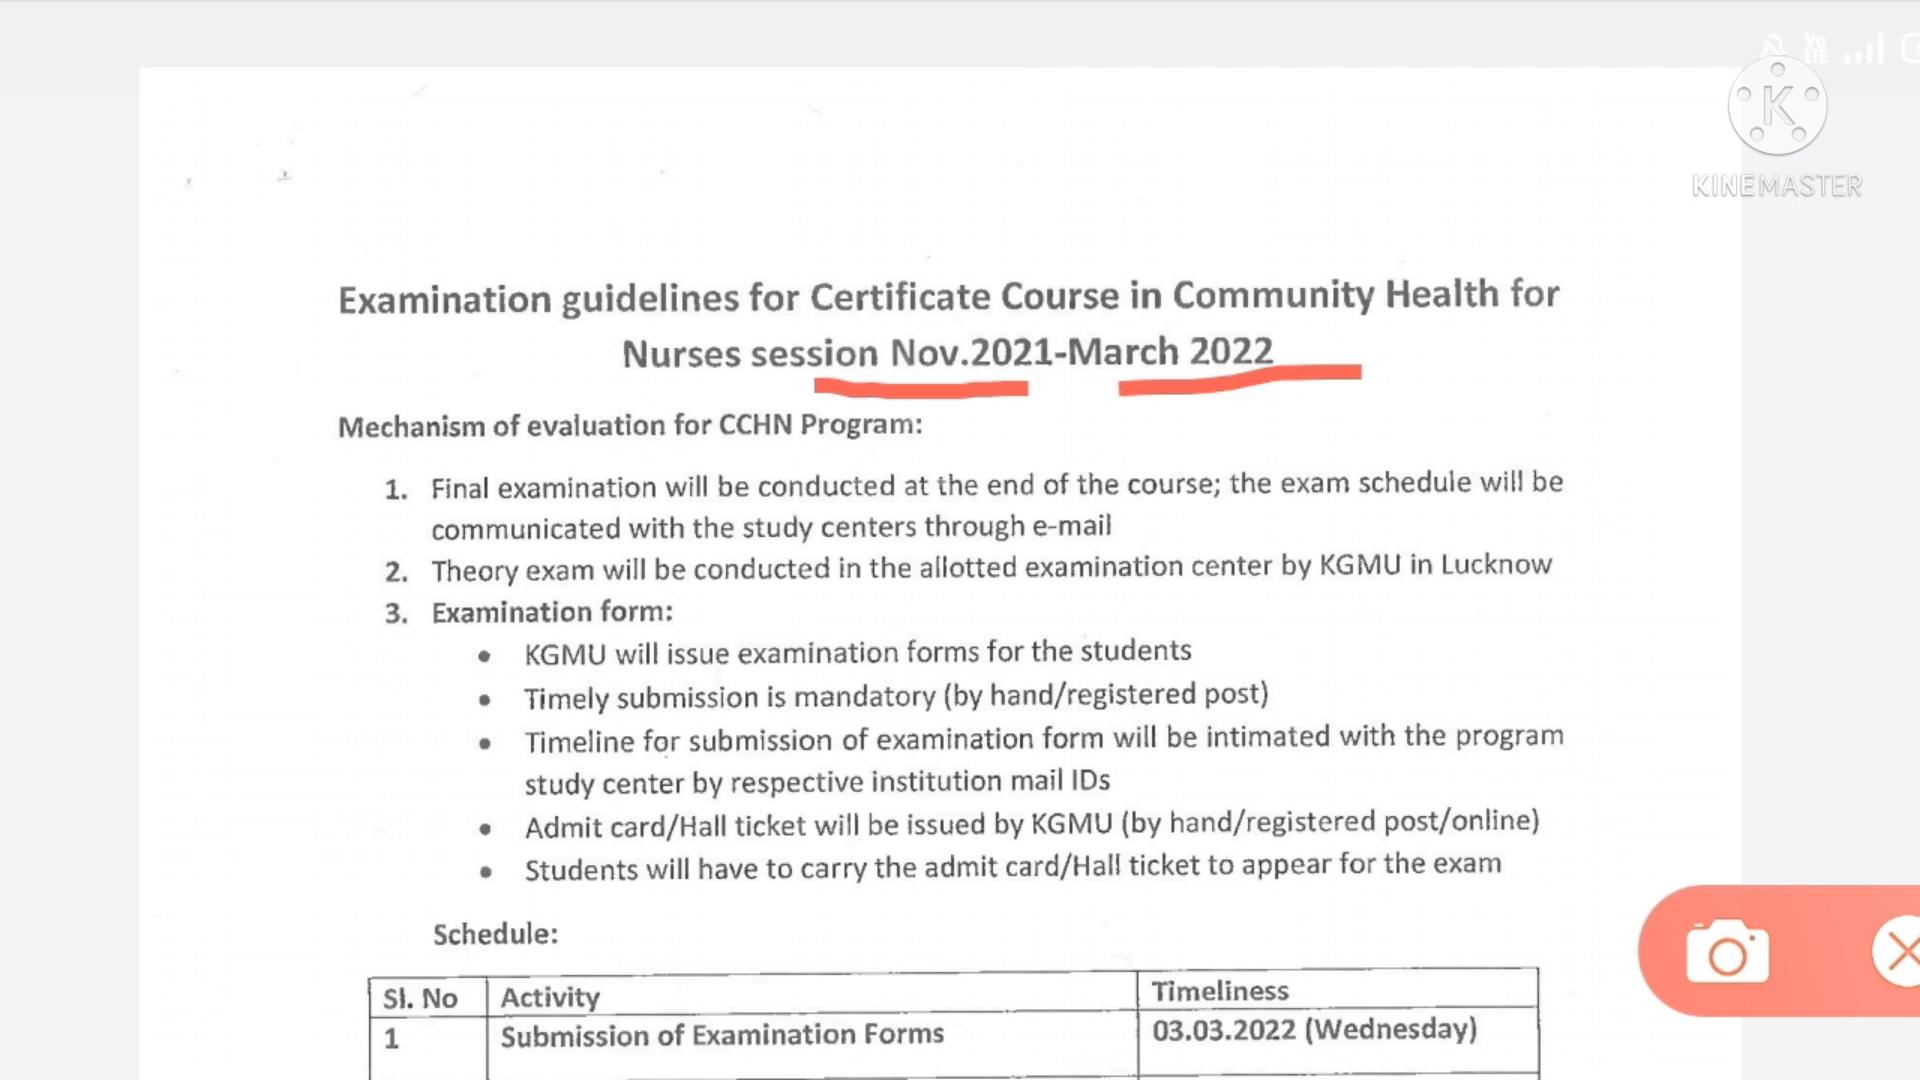 Vo
LTE
K
KINEMASTER
Examination guidelines for Certificate Course in Community Health for
Nurses session Nov.2021-March 2022
Mechanism of evaluation for CCHN Program:
1. Final examination will be conducted at the end of the course; the exam schedule will be
communicated with the study centers through e-mail
2. Theory exam will be conducted in the allotted examination center by KGMU in Lucknow
3. Examination form:
• KGMU will issue examination forms for the students
• Timely submission is mandatory (by hand/registered post)
• Timeline for submission of examination form will be intimated with the program
study center by respective institution mail IDs
• Admit card/Hall ticket will be issued by KGMU (by hand/registered post/online)
• Students will have to carry the admit card/Hall ticket to appear for the exam
Schedule:
Sl. No Activity Timeliness
1 Submission of Examination Forms 03.03.2022 (Wednesday)